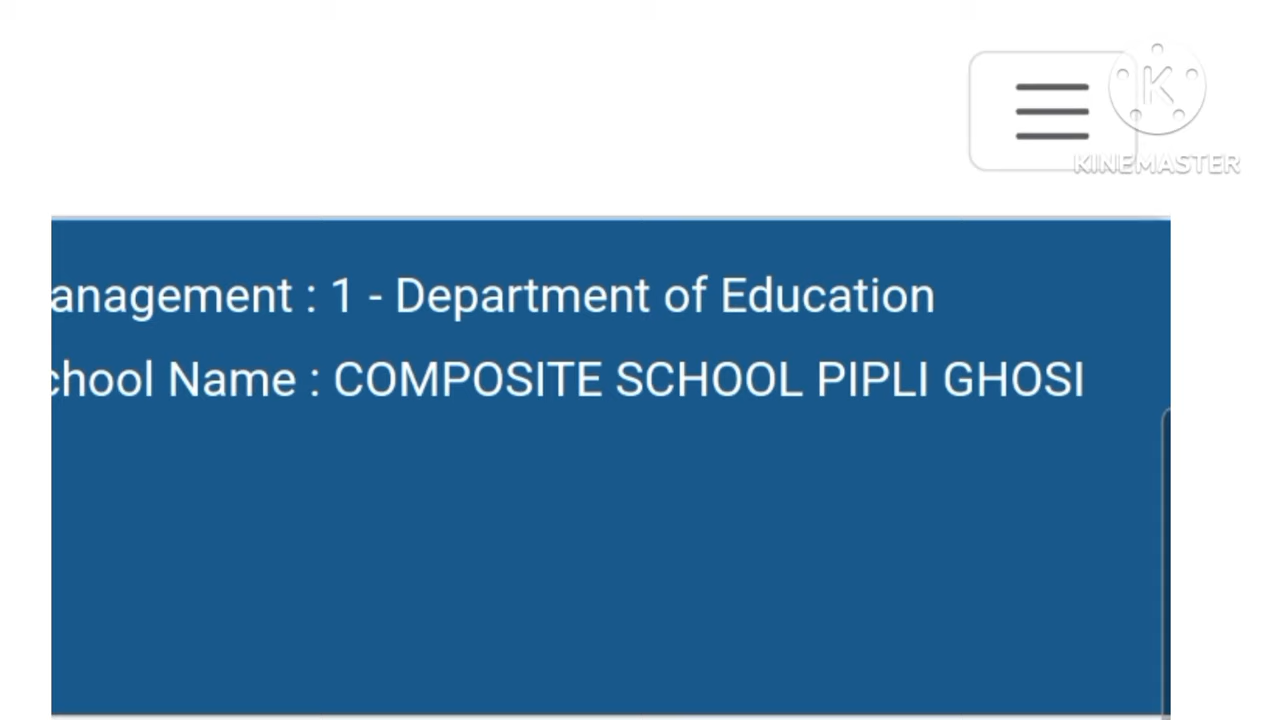 KINEMASTER
anagement : 1 - Department of Education
chool Name : COMPOSITE SCHOOL PIPLI GHOSI